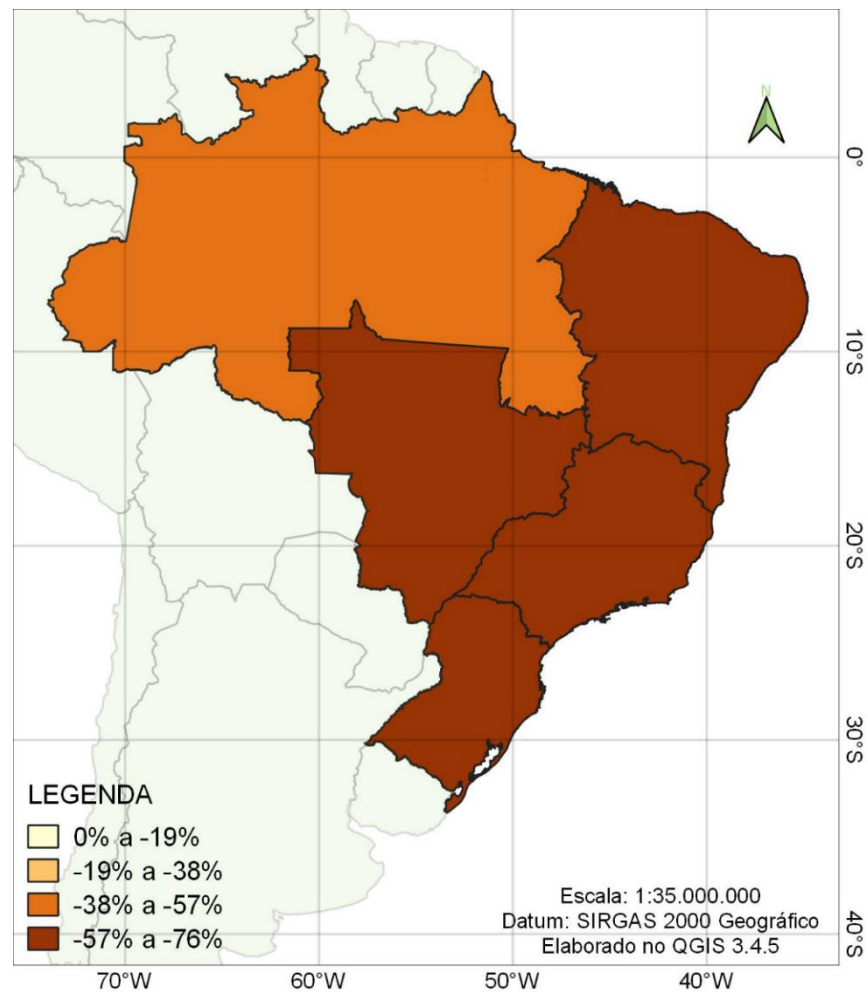 N
0°
10°S
20°S
30°S
40°S
LEGENDA
0% a -19%
-19% a -38%
-38% a -57%
-57% a -76%
Escala: 1:35.000.000
Datum: SIRGAS 2000 Geográfico
Elaborado no QGIS 3.4.5
70°W
60°W
50°W
40°W